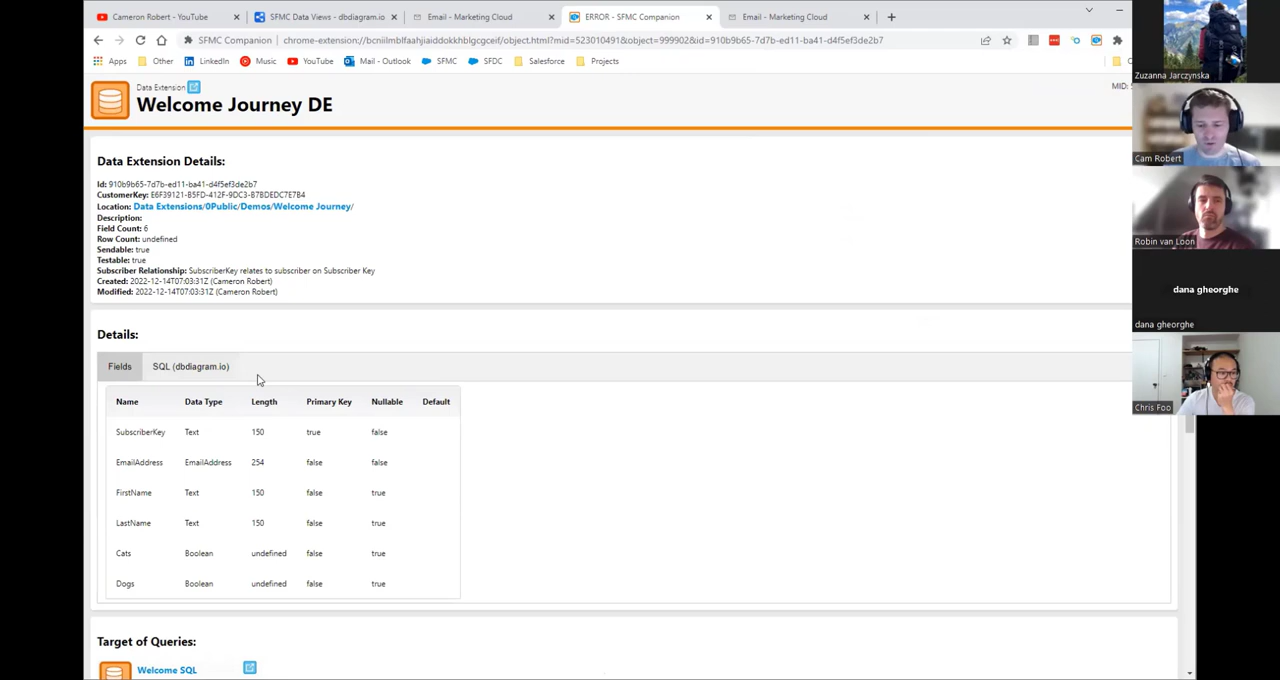 Cameron Robert - YouTube
SFMC Data Views - dbdiagram.io
Email - Marketing Cloud
ERROR - SFMC Companion
Email - Marketing Cloud
SFMC Companion
chrome-extension://bcniilmblfaahjiaiddokkhblgcgceif/object.html?mid=523010491&object=999902&id=910b9b65-7d7b-ed11-ba41-d4f5ef3de2b7
Apps
Other
LinkedIn
Music
YouTube
Mail - Outlook
SFMC
SFDC
Salesforce
Projects
Data Extension
MID:
Welcome Journey DE
Data Extension Details:
Id: 910b9b65-7d7b-ed11-ba41-d4f5ef3de2b7
CustomerKey: E6F39121-B5FD-412F-9DC3-B7BDEDC7E7B4
Location: Data Extensions/0Public/Demos/Welcome Journey/
Description:
Field Count: 6
Row Count: undefined
Sendable: true
Testable: true
Subscriber Relationship: SubscriberKey relates to subscriber on Subscriber Key
Created: 2022-12-14T07:03:31Z (Cameron Robert)
Modified: 2022-12-14T07:03:31Z (Cameron Robert)
Details:
Fields
SQL (dbdiagram.io)
Name Data Type Length Primary Key Nullable Default
SubscriberKey Text 150 true false
EmailAddress EmailAddress 254 false false
FirstName Text 150 false true
LastName Text 150 false true
Cats Boolean undefined false true
Dogs Boolean undefined false true
Target of Queries:
Welcome SQL
Zuzanna Jarczynska
Cam Robert
Robin van Loon
dana gheorghe
dana gheorghe
Chris Foo